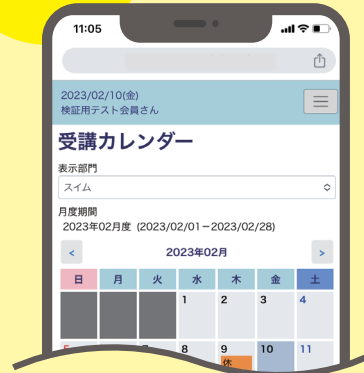 11:05
2023/02/10(金)
検証用テスト会員さん
受講カレンダー
表示部門
スイム
月度期間
2023年02月度 (2023/02/01－2023/02/28)
< 2023年02月 >
日 月 火 水 木 金 土
1 2 3 4
5 7 8 9 10 11
休